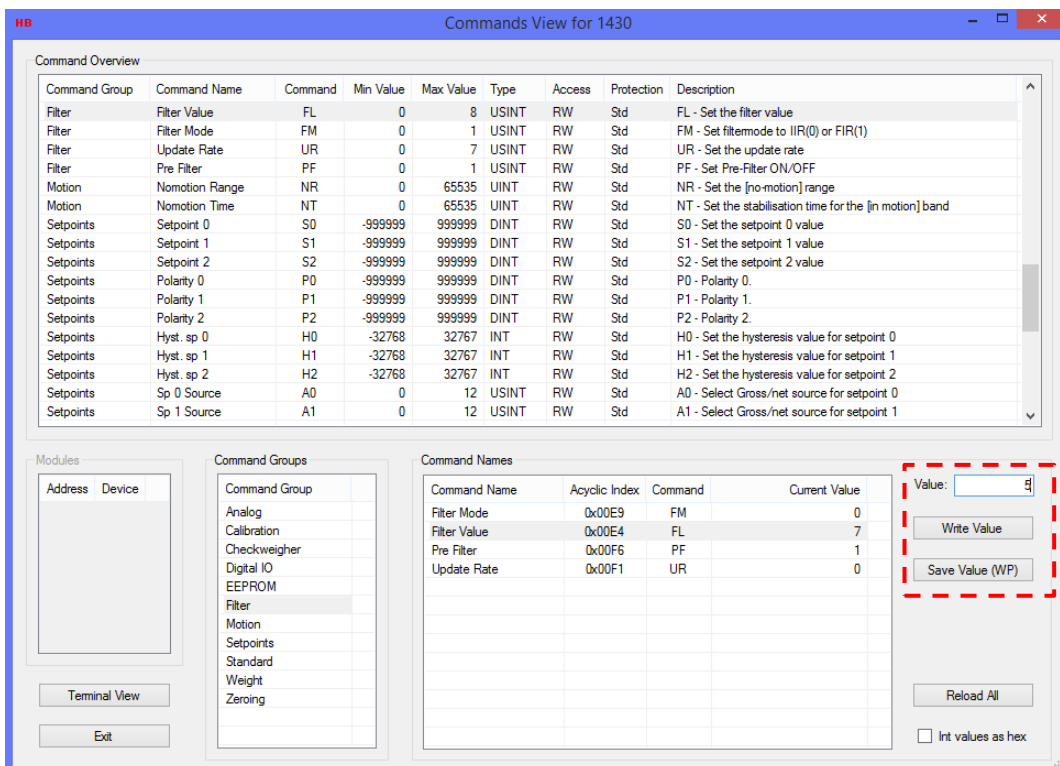 HB Commands View for 1430
Command Overview
Command Group Command Name Command Min Value Max Value Type Access Protection Description
Filter Filter Value FL 0 8 USINT RW Std FL - Set the filter value
Filter Filter Mode FM 0 1 USINT RW Std FM - Set filtermode to IIR(0) or FIR(1)
Filter Update Rate UR 0 7 USINT RW Std UR - Set the update rate
Filter Pre Filter PF 0 1 USINT RW Std PF - Set Pre-Filter ON/OFF
Motion Nomotion Range NR 0 65535 UINT RW Std NR - Set the [no-motion] range
Motion Nomotion Time NT 0 65535 UINT RW Std NT - Set the stabilisation time for the [in motion] band
Setpoints Setpoint 0 S0 -999999 999999 DINT RW Std S0 - Set the setpoint 0 value
Setpoints Setpoint 1 S1 -999999 999999 DINT RW Std S1 - Set the setpoint 1 value
Setpoints Setpoint 2 S2 -999999 999999 DINT RW Std S2 - Set the setpoint 2 value
Setpoints Polarity 0 P0 -999999 999999 DINT RW Std P0 - Polarity 0.
Setpoints Polarity 1 P1 -999999 999999 DINT RW Std P1 - Polarity 1.
Setpoints Polarity 2 P2 -999999 999999 DINT RW Std P2 - Polarity 2.
Setpoints Hyst. sp 0 H0 -32768 32767 INT RW Std H0 - Set the hysteresis value for setpoint 0
Setpoints Hyst. sp 1 H1 -32768 32767 INT RW Std H1 - Set the hysteresis value for setpoint 1
Setpoints Hyst. sp 2 H2 -32768 32767 INT RW Std H2 - Set the hysteresis value for setpoint 2
Setpoints Sp 0 Source A0 0 12 USINT RW Std A0 - Select Gross/net source for setpoint 0
Setpoints Sp 1 Source A1 0 12 USINT RW Std A1 - Select Gross/net source for setpoint 1
Modules
Address Device
Terminal View
Exit
Command Groups
Command Group
Analog
Calibration
Checkweigher
Digital IO
EEPROM
Filter
Motion
Setpoints
Standard
Weight
Zeroing
Command Names
Command Name Acyclic Index Command Current Value
Filter Mode 0x00E9 FM 0
Filter Value 0x00E4 FL 7
Pre Filter 0x00F6 PF 1
Update Rate 0x00F1 UR 0
Value: 5
Write Value
Save Value (WP)
Reload All
Int values as hex